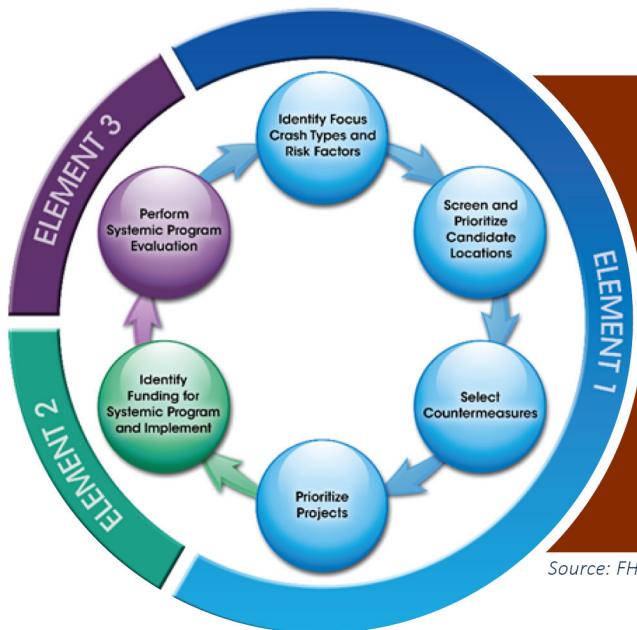 ELEMENT 1
Identify Focus
Crash Types and
Risk Factors
Screen and
Prioritize
Candidate
Locations
Select
Countermeasures
Prioritize
Projects
ELEMENT 2
Identify
Funding for
Systemic Program
and Implement
ELEMENT 3
Perform
Systemic Program
Evaluation
Source: FH